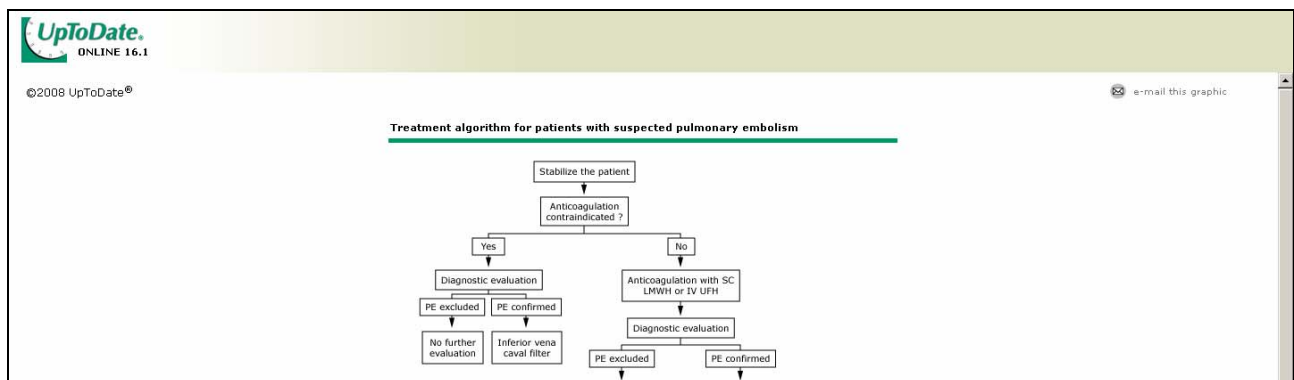 UpToDate®
ONLINE 16.1
©2008 UpToDate®
e-mail this graphic
Treatment algorithm for patients with suspected pulmonary embolism
Stabilize the patient
Anticoagulation
contraindicated ?
Yes
No
Diagnostic evaluation
Anticoagulation with SC
LMWH or IV UFH
PE excluded
PE confirmed
Diagnostic evaluation
No further
evaluation
Inferior vena
caval filter
PE excluded
PE confirmed